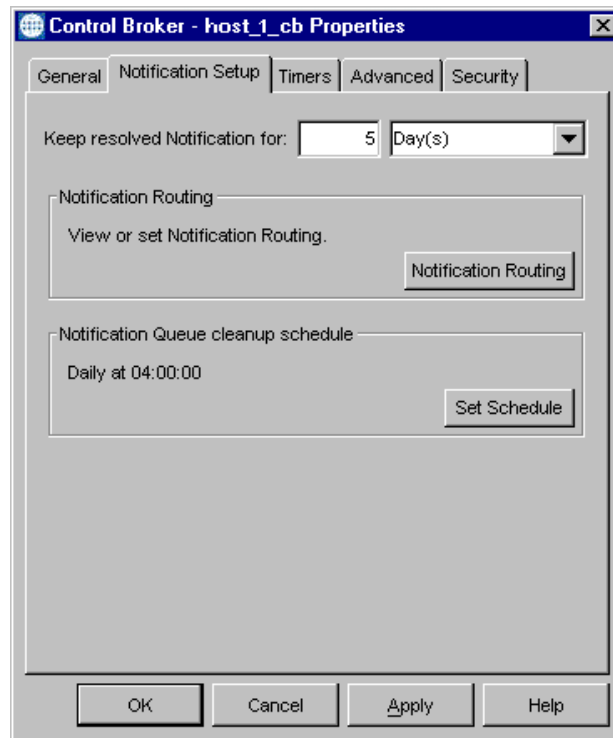 Control Broker - host_1_cb Properties
General Notification Setup Timers Advanced Security
Keep resolved Notification for: 5 Day(s)
Notification Routing
View or set Notification Routing.
Notification Routing
Notification Queue cleanup schedule
Daily at 04:00:00
Set Schedule
OK Cancel Apply Help